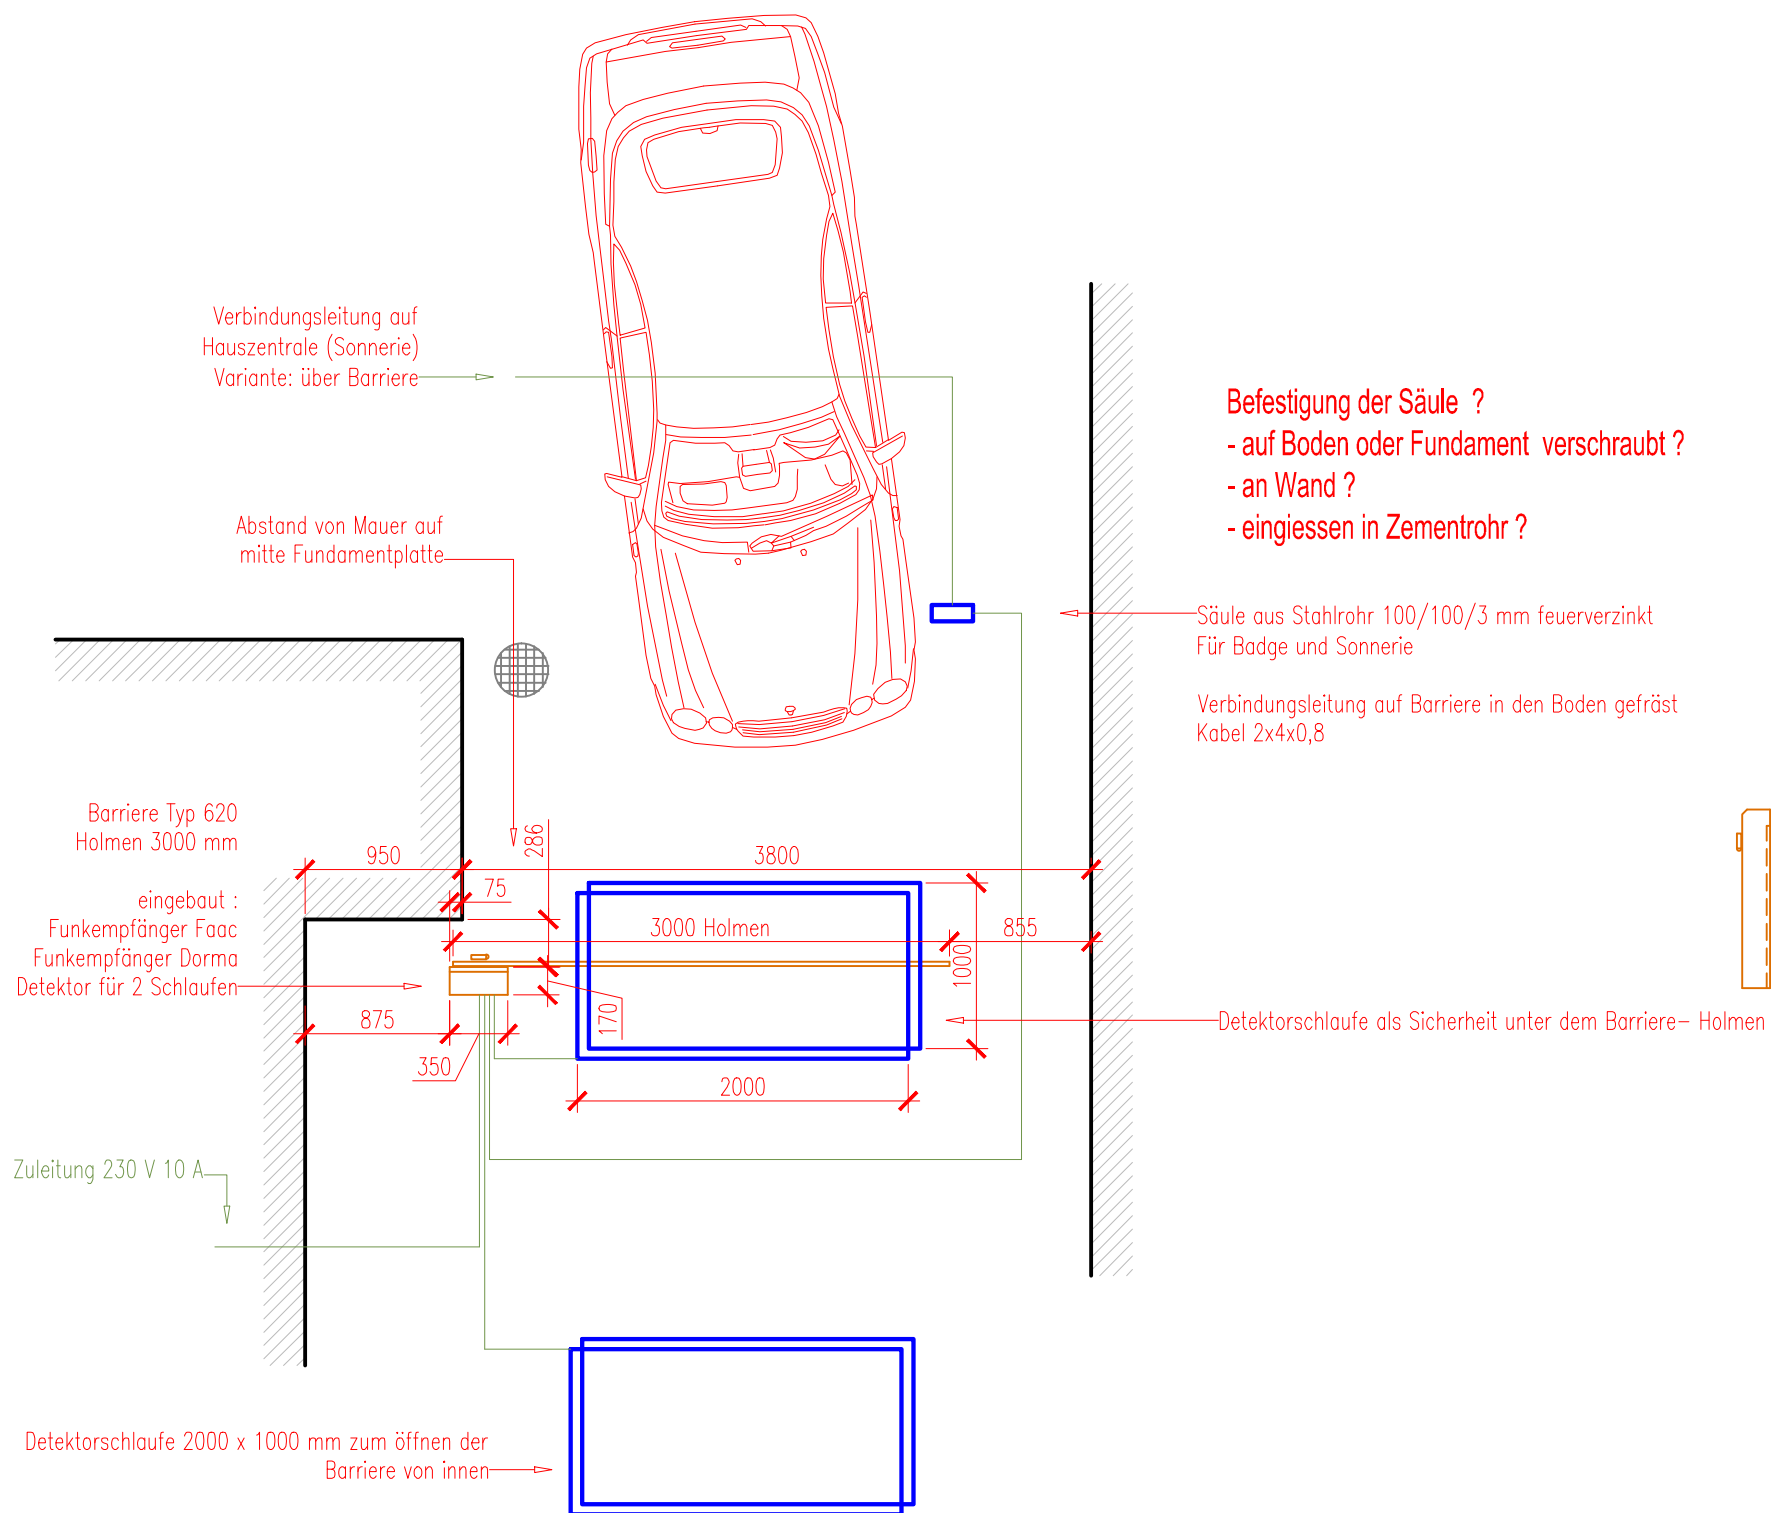 Verbindungsleitung auf
Hauszentrale (Sonnerie)
Variante: über Barriere
Befestigung der Säule ?
- auf Boden oder Fundament verschraubt ?
- an Wand ?
- eingiessen in Zementrohr ?
Abstand von Mauer auf
mitte Fundamentplatte
Säule aus Stahlrohr 100/100/3 mm feuerverzinkt
Für Badge und Sonnerie
Verbindungsleitung auf Barriere in den Boden gefräst
Kabel 2x4x0,8
Barriere Typ 620
Holmen 3000 mm
eingebaut :
Funkempfänger Faac
Funkempfänger Dorma
Detektor für 2 Schlaufen
950
286
3800
75
3000 Holmen
855
1000
170
875
350
2000
Detektorschlaufe als Sicherheit unter dem Barriere- Holmen
Zuleitung 230 V 10 A
Detektorschlaufe 2000 x 1000 mm zum öffnen der
Barriere von innen